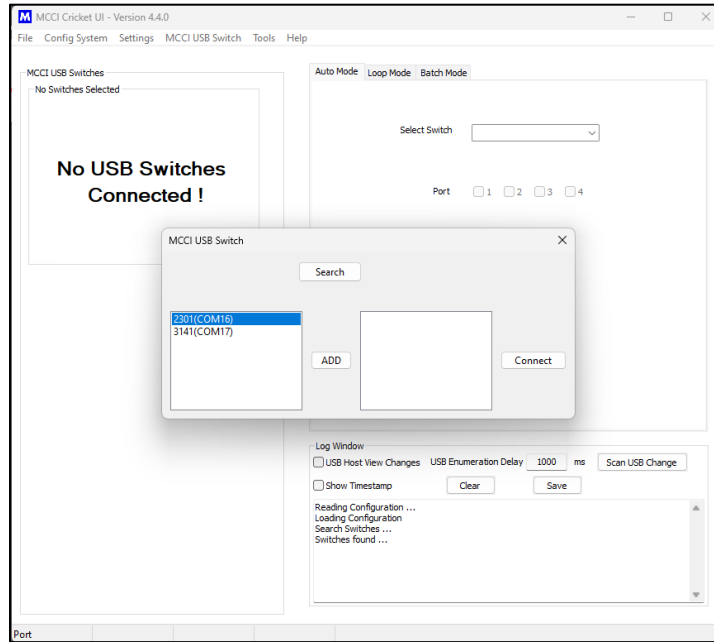 M MCCI Cricket UI - Version 4.4.0
File Config System Settings MCCI USB Switch Tools Help
MCCI USB Switches
No Switches Selected
No USB Switches
Connected !
Auto Mode Loop Mode Batch Mode
Select Switch
Port 1 2 3 4
MCCI USB Switch
Search
2301(COM16)
3141(COM17)
ADD
Connect
Log Window
USB Host View Changes USB Enumeration Delay 1000 ms Scan USB Change
Show Timestamp Clear Save
Reading Configuration ...
Loading Configuration
Search Switches ...
Switches found ...
Port